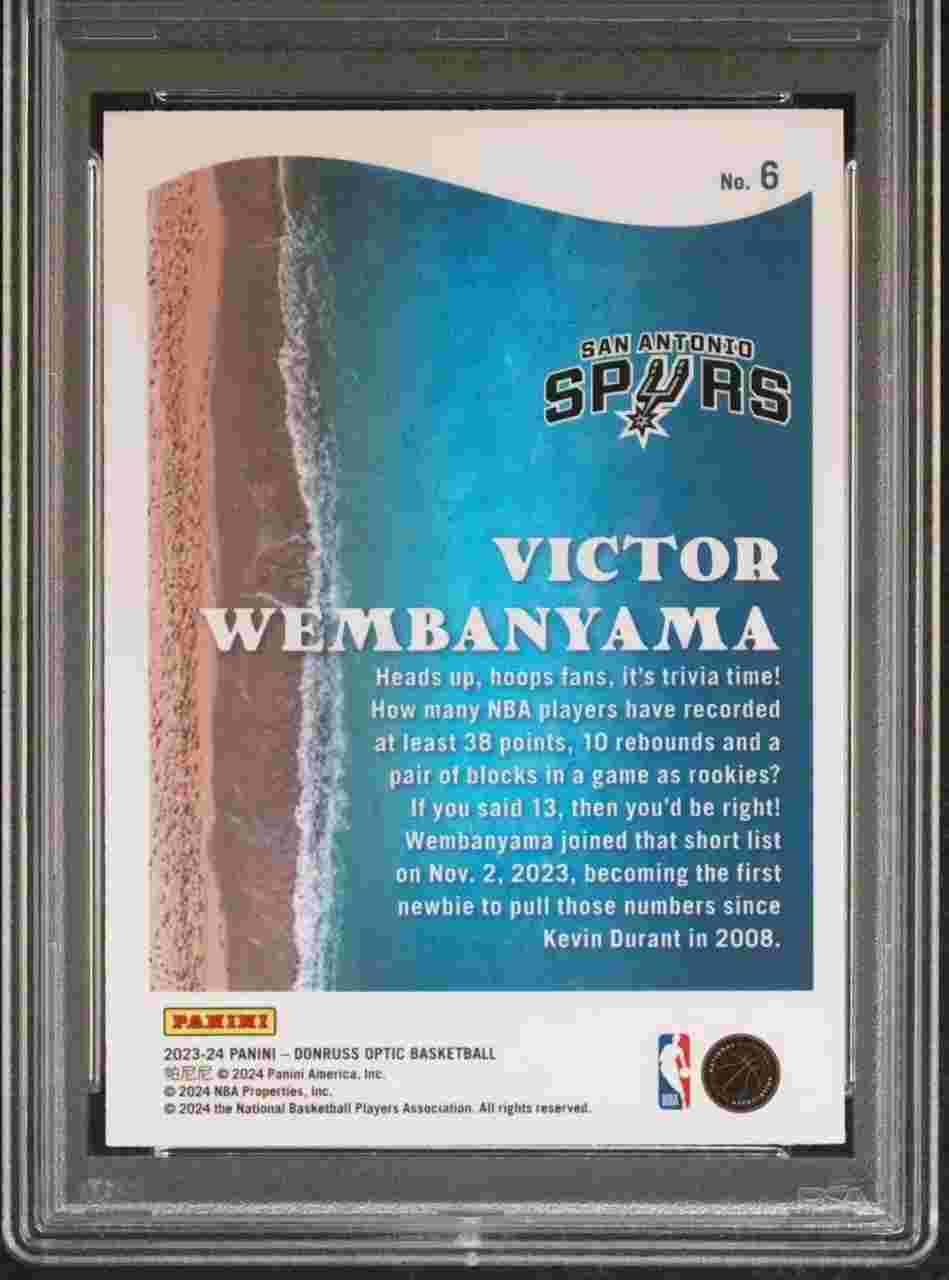 No. 6
SAN ANTONIO
SPURS
VICTOR
WEMBANYAMA
Heads up, hoops fans, it's trivia time!
How many NBA players have recorded
at least 38 points, 10 rebounds and a
pair of blocks in a game as rookies?
If you said 13, then you'd be right!
Wembanyama joined that short list
on Nov. 2, 2023, becoming the first
newbie to pull those numbers since
Kevin Durant in 2008.
PANINI
2023-24 PANINI – DONRUSS OPTIC BASKETBALL
帕尼尼 © 2024 Panini America, Inc.
© 2024 NBA Properties, Inc.
© 2024 the National Basketball Players Association. All rights reserved.
NBA
PSA